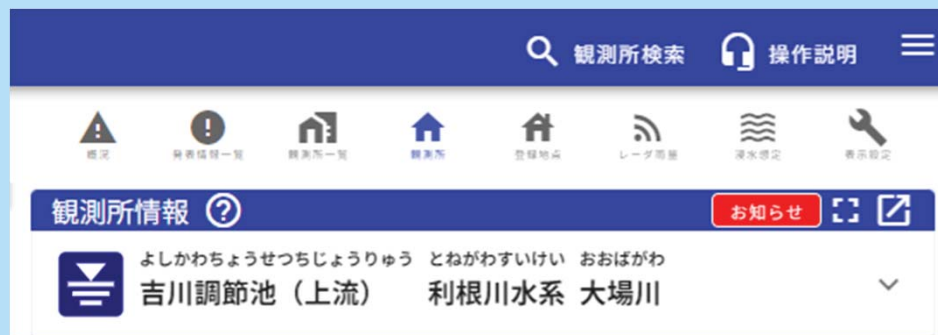 観測所検索 操作説明
概況 発表情報一覧 観測所一覧 観測所 登録地点 レーダ雨量 浸水想定 表示設定
観測所情報 お知らせ
よしかわちょうせつちじょうりゅう とねがわすいけい おおばがわ
吉川調節池（上流） 利根川水系 大場川